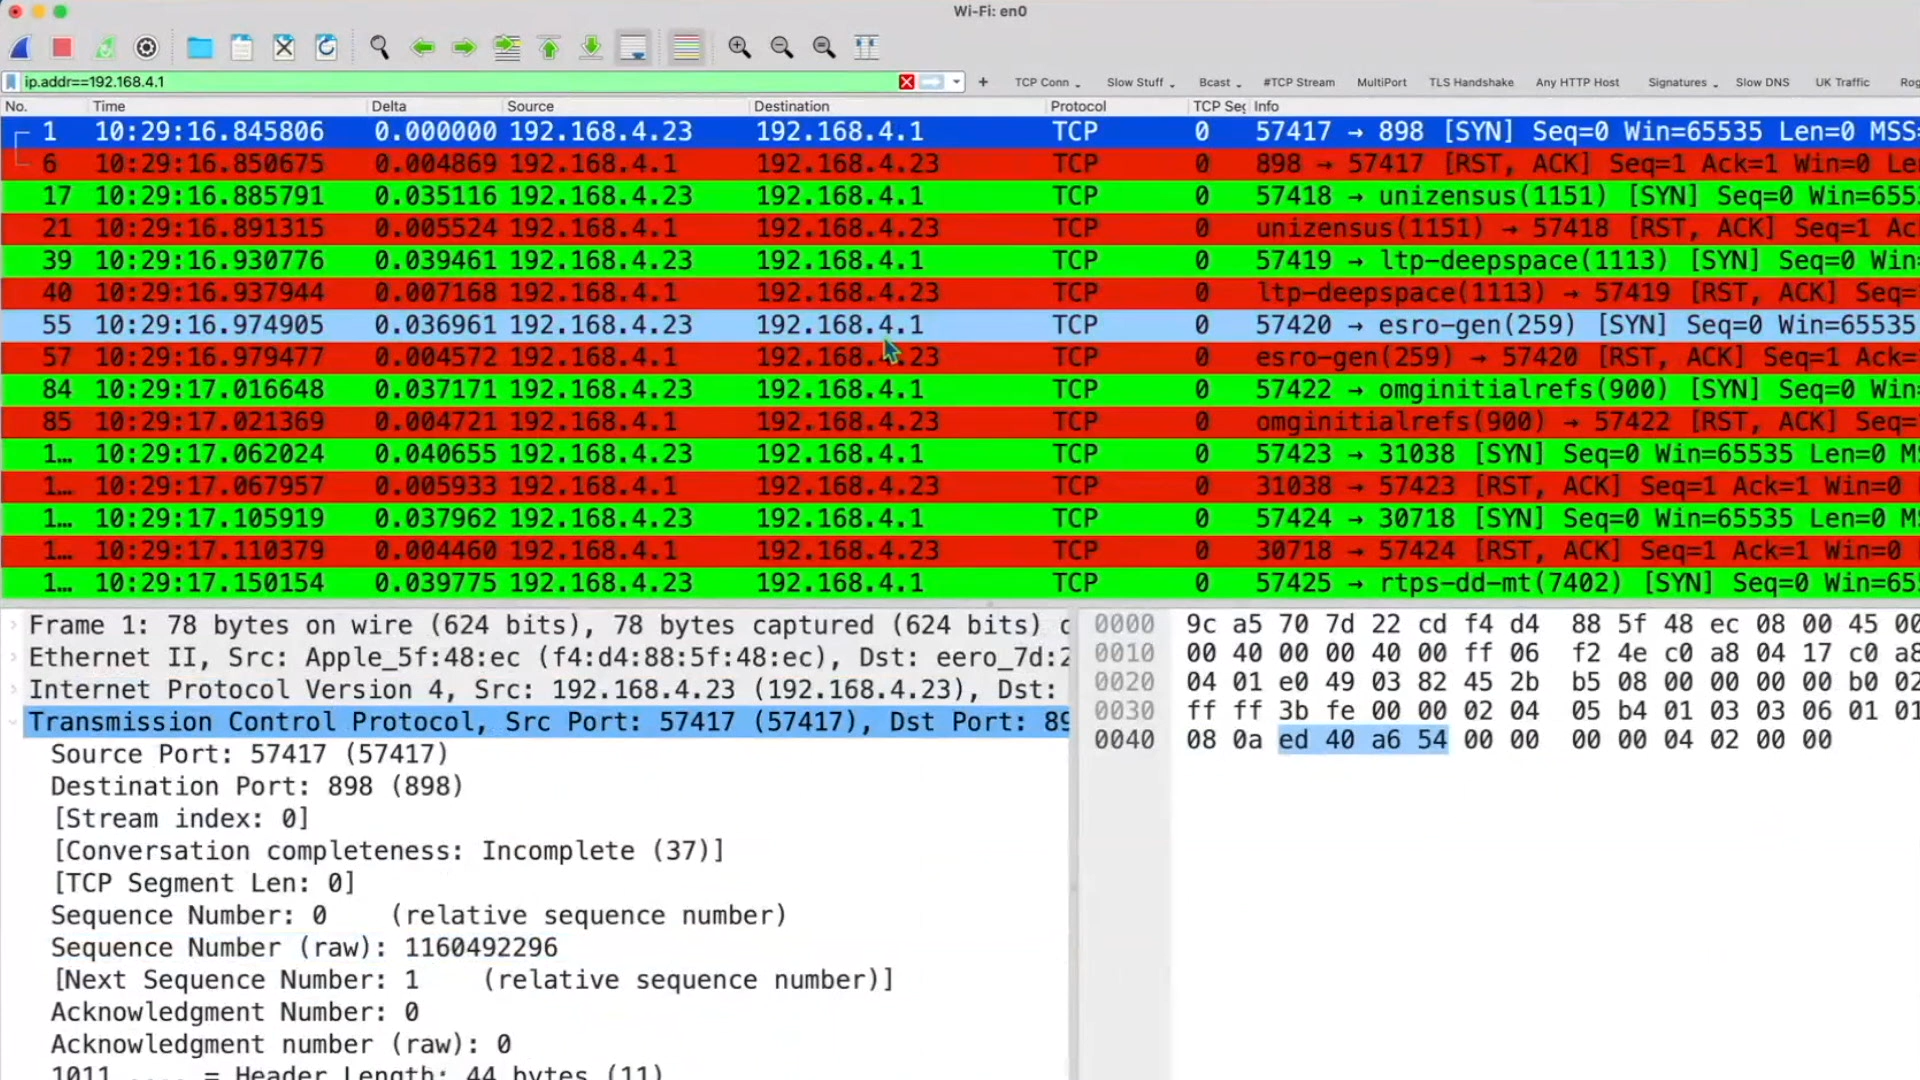 Wi-Fi: en0
ip.addr==192.168.4.1
+ TCP Conn Slow Stuff Bcast #TCP Stream MultiPort TLS Handshake Any HTTP Host Signatures Slow DNS UK Traffic
No. Time Delta Source Destination Protocol TCP Seg Info
1 10:29:16.845806 0.000000 192.168.4.23 192.168.4.1 TCP 0 57417 → 898 [SYN] Seq=0 Win=65535 Len=0 MSS=
6 10:29:16.850675 0.004869 192.168.4.1 192.168.4.23 TCP 0 898 → 57417 [RST, ACK] Seq=1 Ack=1 Win=0 Le
17 10:29:16.885791 0.035116 192.168.4.23 192.168.4.1 TCP 0 57418 → unizensus(1151) [SYN] Seq=0 Win=655
21 10:29:16.891315 0.005524 192.168.4.1 192.168.4.23 TCP 0 unizensus(1151) → 57418 [RST, ACK] Seq=1 Ac
39 10:29:16.930776 0.039461 192.168.4.23 192.168.4.1 TCP 0 57419 → ltp-deepspace(1113) [SYN] Seq=0 Win
40 10:29:16.937944 0.007168 192.168.4.1 192.168.4.23 TCP 0 ltp-deepspace(1113) → 57419 [RST, ACK] Seq=
55 10:29:16.974905 0.036961 192.168.4.23 192.168.4.1 TCP 0 57420 → esro-gen(259) [SYN] Seq=0 Win=65535
57 10:29:16.979477 0.004572 192.168.4.1 192.168.4.23 TCP 0 esro-gen(259) → 57420 [RST, ACK] Seq=1 Ack=
84 10:29:17.016648 0.037171 192.168.4.23 192.168.4.1 TCP 0 57422 → omginitialrefs(900) [SYN] Seq=0 Win=
85 10:29:17.021369 0.004721 192.168.4.1 192.168.4.23 TCP 0 omginitialrefs(900) → 57422 [RST, ACK] Seq=
1… 10:29:17.062024 0.040655 192.168.4.23 192.168.4.1 TCP 0 57423 → 31038 [SYN] Seq=0 Win=65535 Len=0 M
1… 10:29:17.067957 0.005933 192.168.4.1 192.168.4.23 TCP 0 31038 → 57423 [RST, ACK] Seq=1 Ack=1 Win=0
1… 10:29:17.105919 0.037962 192.168.4.23 192.168.4.1 TCP 0 57424 → 30718 [SYN] Seq=0 Win=65535 Len=0 M
1… 10:29:17.110379 0.004460 192.168.4.1 192.168.4.23 TCP 0 30718 → 57424 [RST, ACK] Seq=1 Ack=1 Win=0
1… 10:29:17.150154 0.039775 192.168.4.23 192.168.4.1 TCP 0 57425 → rtps-dd-mt(7402) [SYN] Seq=0 Win=65
Frame 1: 78 bytes on wire (624 bits), 78 bytes captured (624 bits) o
Ethernet II, Src: Apple_5f:48:ec (f4:d4:88:5f:48:ec), Dst: eero_7d:2
Internet Protocol Version 4, Src: 192.168.4.23 (192.168.4.23), Dst:
Transmission Control Protocol, Src Port: 57417 (57417), Dst Port: 89
Source Port: 57417 (57417)
Destination Port: 898 (898)
[Stream index: 0]
[Conversation completeness: Incomplete (37)]
[TCP Segment Len: 0]
Sequence Number: 0 (relative sequence number)
Sequence Number (raw): 1160492296
[Next Sequence Number: 1 (relative sequence number)]
Acknowledgment Number: 0
Acknowledgment number (raw): 0
1011 .... = Header Length: 44 bytes (11)
0000 9c a5 70 7d 22 cd f4 d4 88 5f 48 ec 08 00 45 00
0010 00 40 00 00 40 00 ff 06 f2 4e c0 a8 04 17 c0 a8
0020 04 01 e0 49 03 82 45 2b b5 08 00 00 00 00 b0 02
0030 ff ff 3b fe 00 00 02 04 05 b4 01 03 03 06 01 01
0040 08 0a ed 40 a6 54 00 00 00 00 04 02 00 00